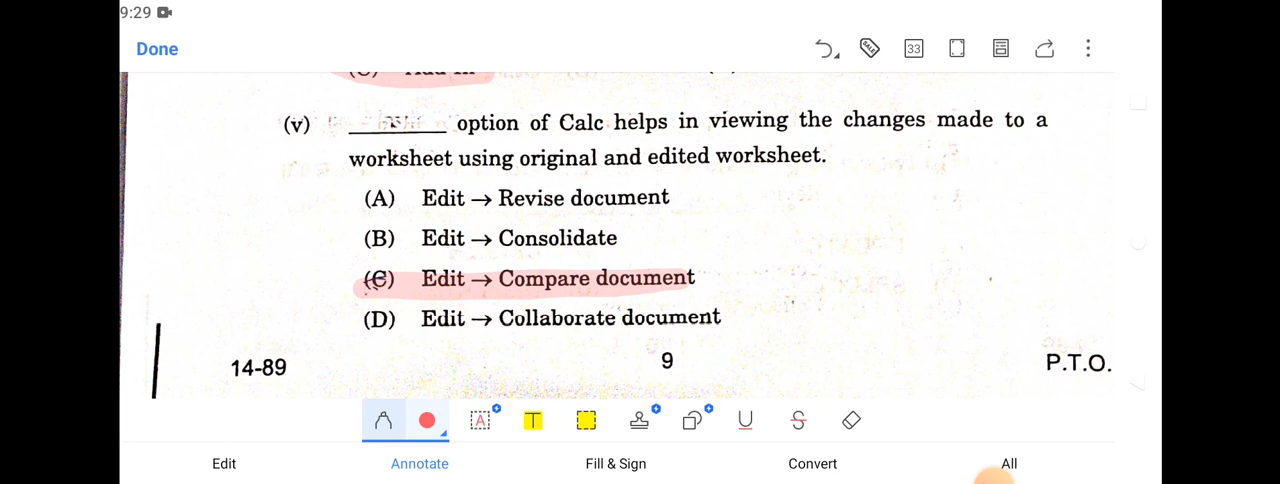 9:29
Done
33
(C) Add in
(v) ________ option of Calc helps in viewing the changes made to a
worksheet using original and edited worksheet.
(A) Edit → Revise document
(B) Edit → Consolidate
(C) Edit → Compare document
(D) Edit → Collaborate document
14-89 9 P.T.O.
A T U S
Edit Annotate Fill & Sign Convert All